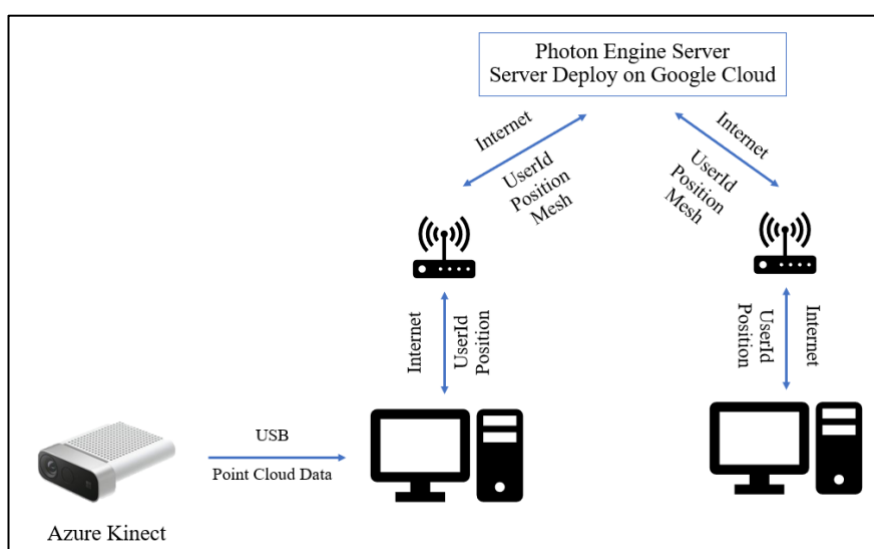 Photon Engine Server
Server Deploy on Google Cloud
Internet
UserId
Position
Mesh
Internet
UserId
Position
Mesh
Internet
UserId
Position
Internet
UserId
Position
USB
Point Cloud Data
Azure Kinect